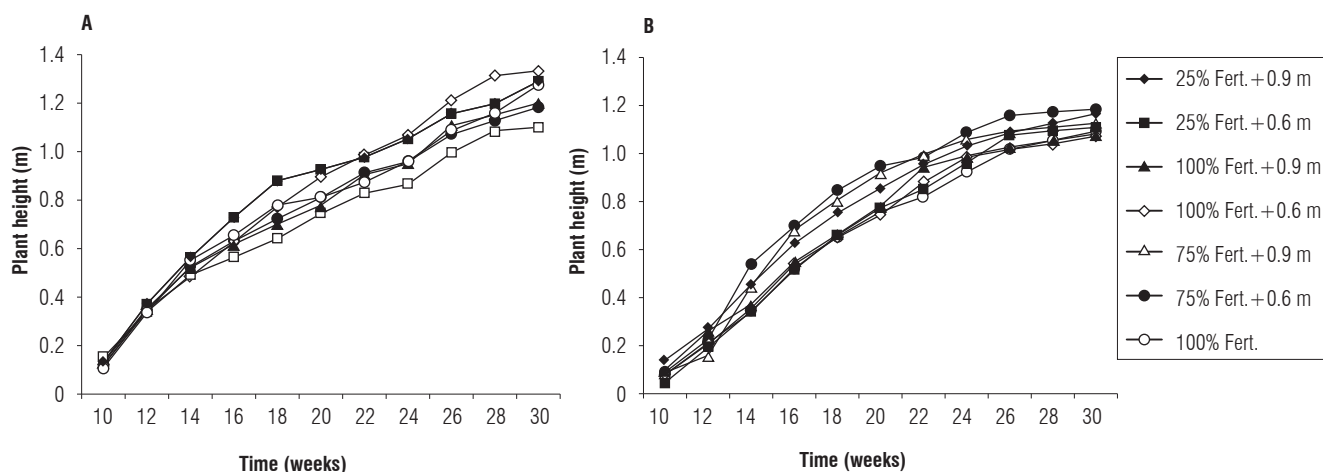 A
Plant height (m)
1.4
1.2
1.0
0.8
0.6
0.4
0.2
0
10 12 14 16 18 20 22 24 26 28 30
Time (weeks)
B
Plant height (m)
1.4
1.2
1.0
0.8
0.6
0.4
0.2
0
10 12 14 16 18 20 22 24 26 28 30
Time (weeks)
25% Fert.+0.9 m
25% Fert.+0.6 m
100% Fert.+0.9 m
100% Fert.+0.6 m
75% Fert.+0.9 m
75% Fert.+0.6 m
100% Fert.